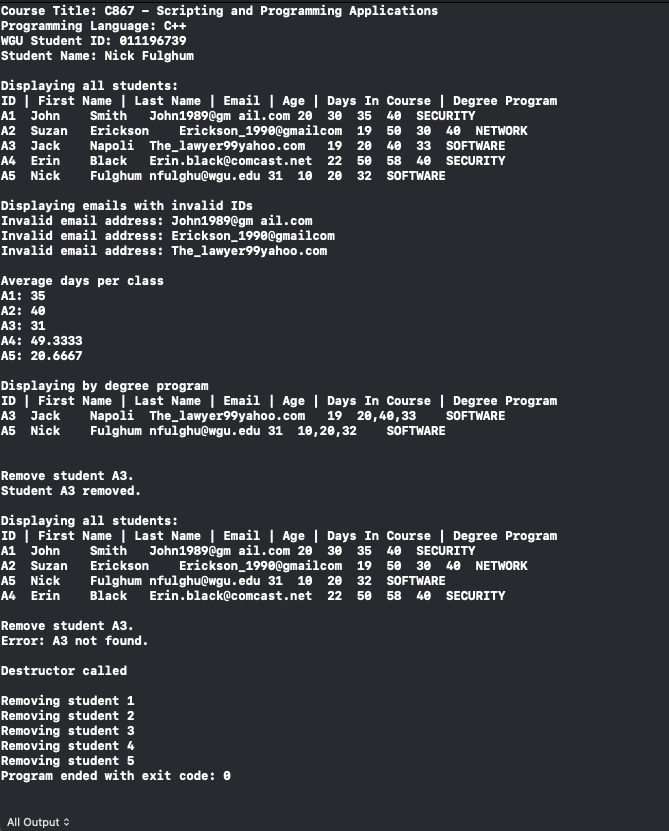 Course Title: C867 - Scripting and Programming Applications
Programming Language: C++
WGU Student ID: 011196739
Student Name: Nick Fulghum
Displaying all students:
ID | First Name | Last Name | Email | Age | Days In Course | Degree Program
A1  John    Smith   John1989@gm ail.com 20  30  35  40  SECURITY
A2  Suzan   Erickson    Erickson_1990@gmailcom  19  50  30  40  NETWORK
A3  Jack    Napoli  The_lawyer99yahoo.com   19  20  40  33  SOFTWARE
A4  Erin    Black   Erin.black@comcast.net  22  50  58  40  SECURITY
A5  Nick    Fulghum nfulghu@wgu.edu 31  10  20  32  SOFTWARE
Displaying emails with invalid IDs
Invalid email address: John1989@gm ail.com
Invalid email address: Erickson_1990@gmailcom
Invalid email address: The_lawyer99yahoo.com
Average days per class
A1: 35
A2: 40
A3: 31
A4: 49.3333
A5: 20.6667
Displaying by degree program
ID | First Name | Last Name | Email | Age | Days In Course | Degree Program
A3  Jack    Napoli  The_lawyer99yahoo.com   19  20,40,33    SOFTWARE
A5  Nick    Fulghum nfulghu@wgu.edu 31  10,20,32    SOFTWARE
Remove student A3.
Student A3 removed.
Displaying all students:
ID | First Name | Last Name | Email | Age | Days In Course | Degree Program
A1  John    Smith   John1989@gm ail.com 20  30  35  40  SECURITY
A2  Suzan   Erickson    Erickson_1990@gmailcom  19  50  30  40  NETWORK
A5  Nick    Fulghum nfulghu@wgu.edu 31  10  20  32  SOFTWARE
A4  Erin    Black   Erin.black@comcast.net  22  50  58  40  SECURITY
Remove student A3.
Error: A3 not found.
Destructor called
Removing student 1
Removing student 2
Removing student 3
Removing student 4
Removing student 5
Program ended with exit code: 0
All Output